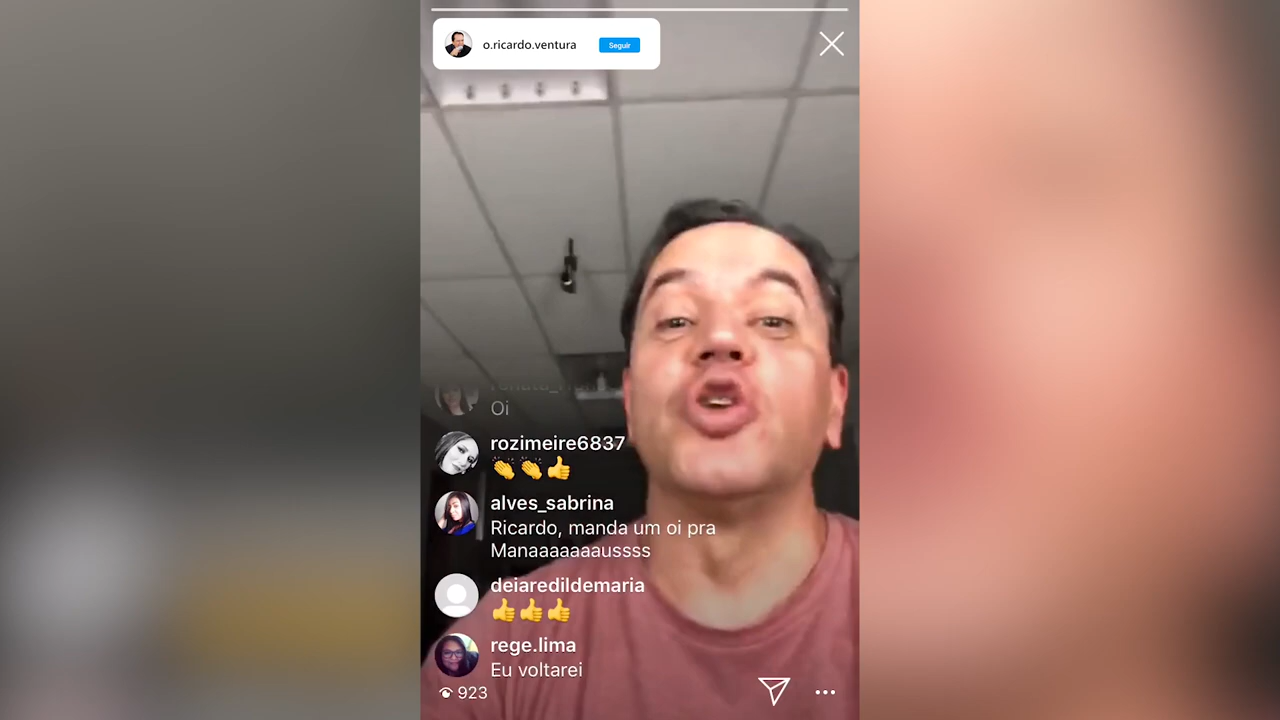 o.ricardo.ventura
Seguir
Oi
rozimeire6837
👏👏👍
alves_sabrina
Ricardo, manda um oi pra
Manaaaaaaaussss
deiaredildemaria
👍👍👍
rege.lima
Eu voltarei
923